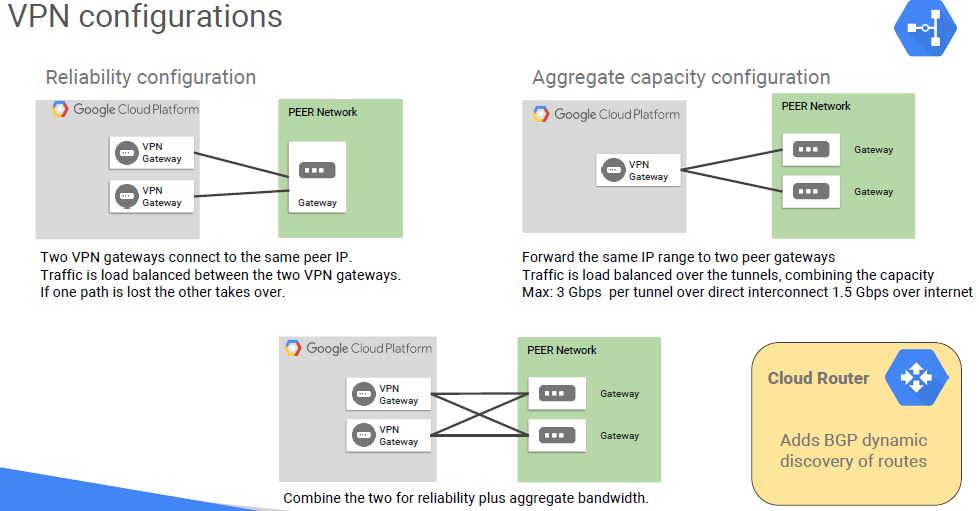 VPN configurations
Reliability configuration
Google Cloud Platform
PEER Network
VPN
Gateway
VPN
Gateway
Gateway
Two VPN gateways connect to the same peer IP.
Traffic is load balanced between the two VPN gateways.
If one path is lost the other takes over.
Aggregate capacity configuration
Google Cloud Platform
PEER Network
VPN
Gateway
Gateway
Gateway
Forward the same IP range to two peer gateways
Traffic is load balanced over the tunnels, combining the capacity
Max: 3 Gbps per tunnel over direct interconnect 1.5 Gbps over internet
Google Cloud Platform
PEER Network
VPN
Gateway
VPN
Gateway
Gateway
Gateway
Combine the two for reliability plus aggregate bandwidth.
Cloud Router
Adds BGP dynamic
discovery of routes